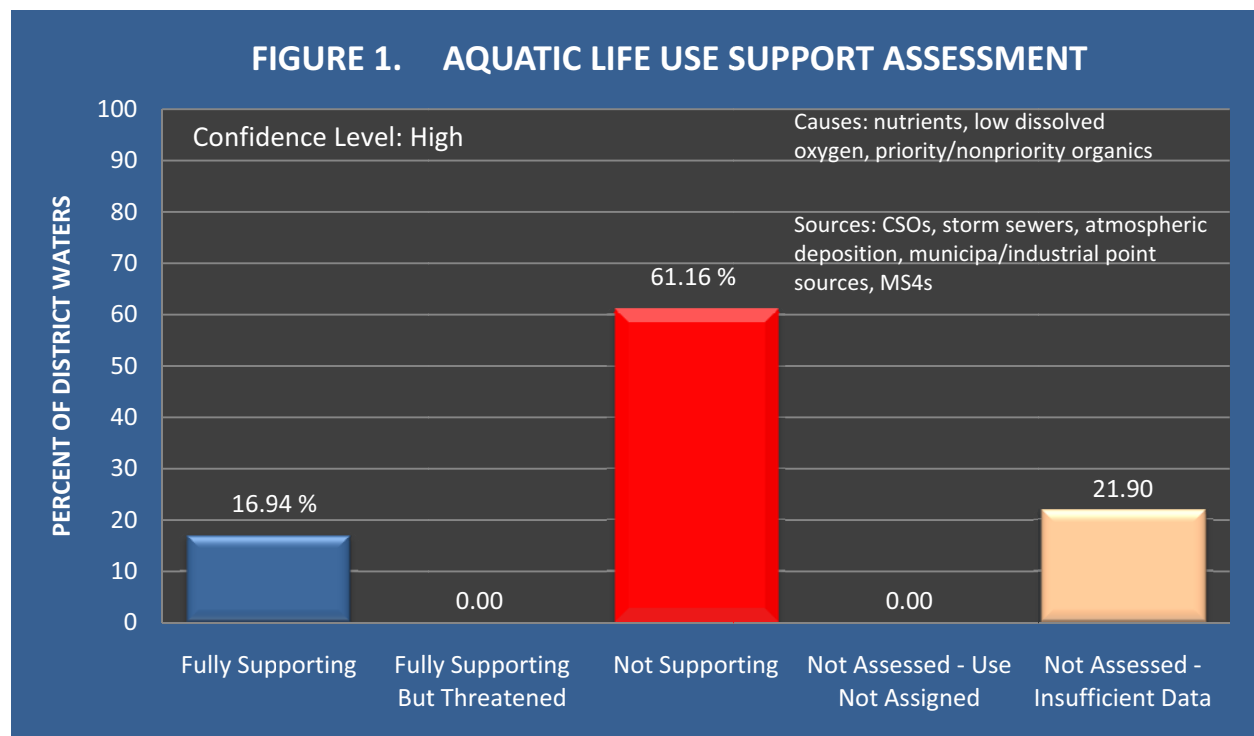 FIGURE 1. AQUATIC LIFE USE SUPPORT ASSESSMENT
PERCENT OF DISTRICT WATERS
100
90
80
70
60
50
40
30
20
10
0
Confidence Level: High
Causes: nutrients, low dissolved
oxygen, priority/nonpriority organics
Sources: CSOs, storm sewers, atmospheric
deposition, municipa/industrial point
sources, MS4s
16.94 %
0.00
61.16 %
0.00
21.90
Fully Supporting
Fully Supporting
But Threatened
Not Supporting
Not Assessed - Use
Not Assigned
Not Assessed -
Insufficient Data